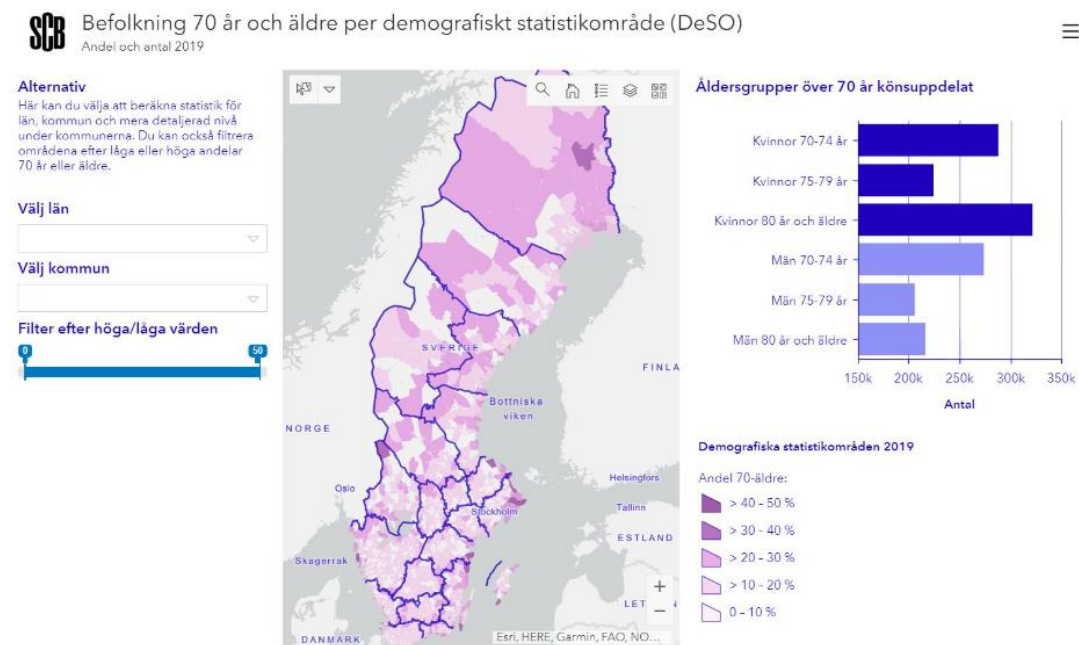 SCB
Befolkning 70 år och äldre per demografiskt statistikområde (DeSO)
Andel och antal 2019
Alternativ
Här kan du välja att beräkna statistik för
län, kommun och mera detaljerad nivå
under kommunerna. Du kan också filtrera
områdena efter låga eller höga andelar
70 år eller äldre.
Välj län
Välj kommun
Filter efter höga/låga värden
0
50
SVERIGE
FINLA
Bottniska
viken
NORGE
Helsingfors
Oslo
Stockholm
Tallinn
ESTLAND
Skagerrak
LET
DANMARK
+
−
Esri, HERE, Garmin, FAO, NO...
Åldersgrupper över 70 år könsuppdelat
Kvinnor 70-74 år
Kvinnor 75-79 år
Kvinnor 80 år och äldre
Män 70-74 år
Män 75-79 år
Män 80 år och äldre
150k 200k 250k 300k 350k
Antal
Demografiska statistikområden 2019
Andel 70-äldre:
> 40 - 50 %
> 30 - 40 %
> 20 - 30 %
> 10 - 20 %
0 - 10 %